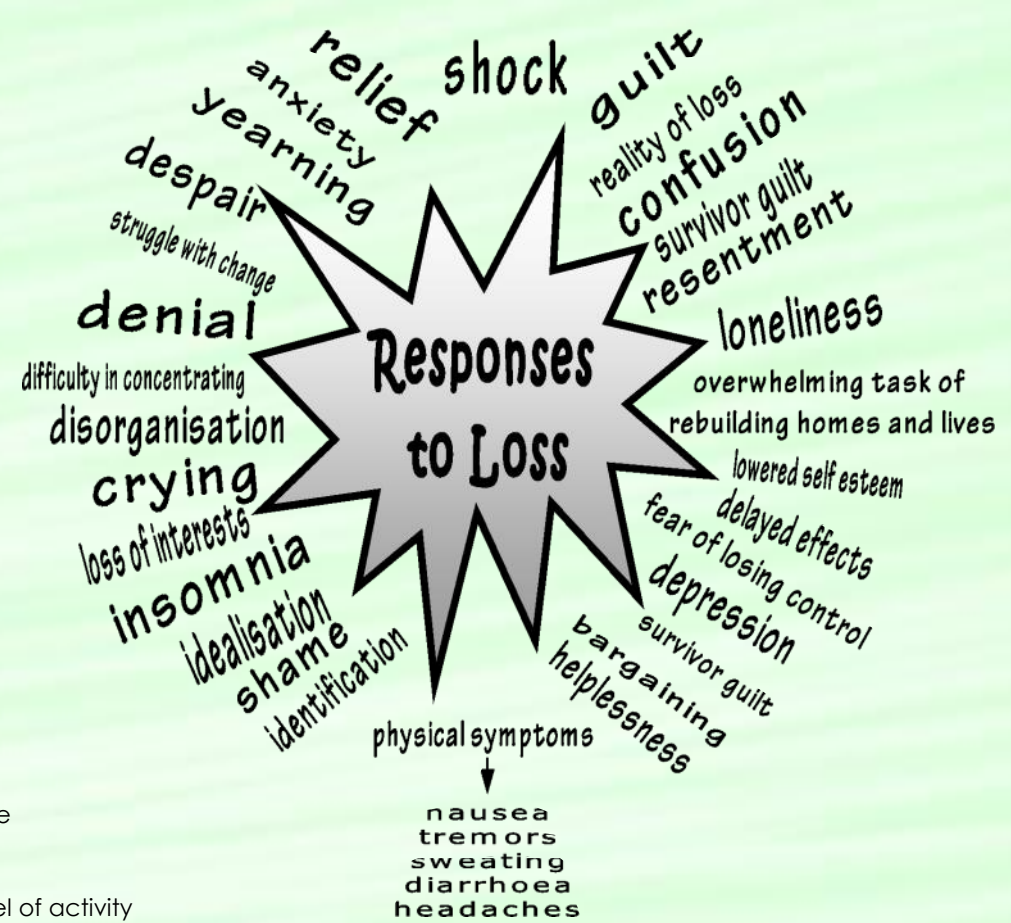 shock
guilt
reality of loss
confusion
survivor guilt
resentment
loneliness
overwhelming task of
rebuilding homes and lives
lowered self esteem
delayed effects
fear of losing control
depression
survivor guilt
bargaining
helplessness
physical symptoms
nausea
tremors
sweating
diarrhoea
headaches
identification
shame
idealisation
insomnia
loss of interests
crying
disorganisation
difficulty in concentrating
denial
struggle with change
despair
yearning
anxiety
relief
Responses
to Loss
of activity